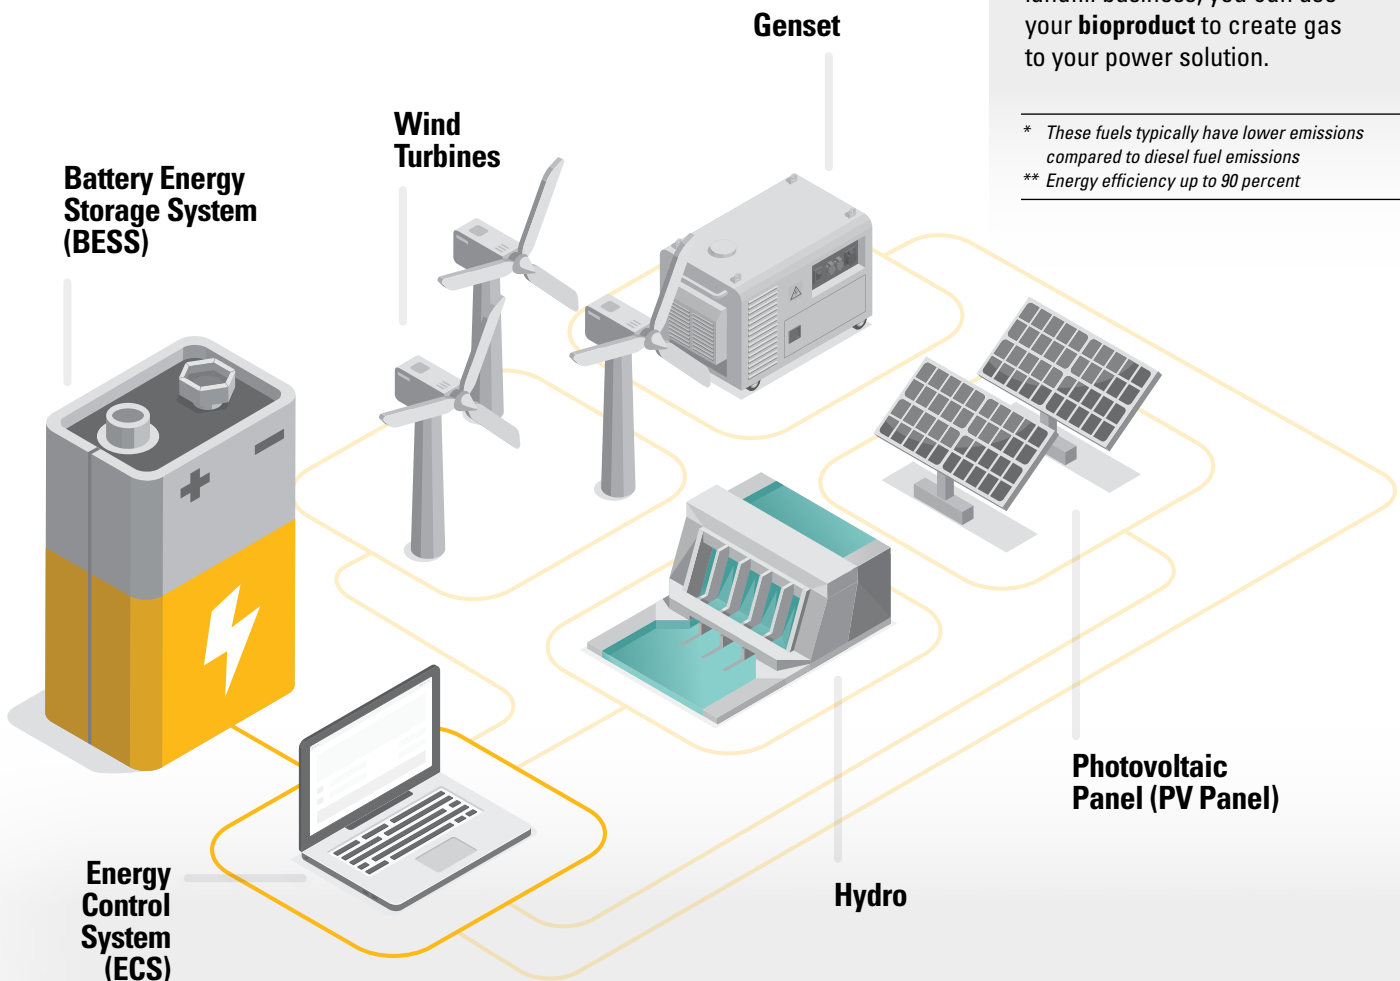 your bioproduct to create gas
to your power solution.
* These fuels typically have lower emissions
compared to diesel fuel emissions
** Energy efficiency up to 90 percent
Genset
Wind
Turbines
Battery Energy
Storage System
(BESS)
Photovoltaic
Panel (PV Panel)
Hydro
Energy
Control
System
(ECS)